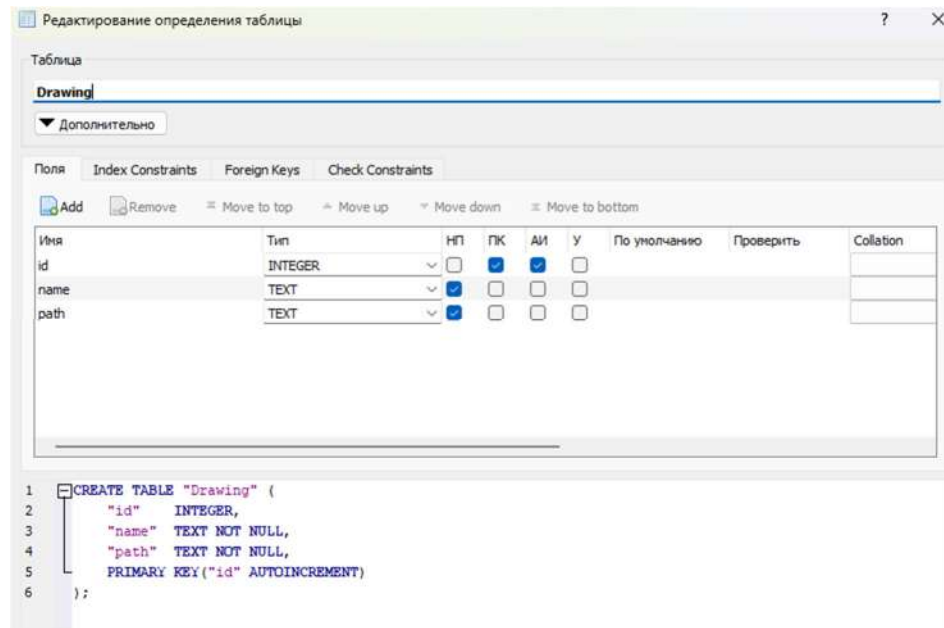 Редактирование определения таблицы ?
Таблица
Drawing
Дополнительно
Поля Index Constraints Foreign Keys Check Constraints
Add Remove Move to top Move up Move down Move to bottom
Имя Тип НП ПК АИ У По умолчанию Проверить Collation
id INTEGER
name TEXT
path TEXT
1 CREATE TABLE "Drawing" (
2 "id" INTEGER,
3 "name" TEXT NOT NULL,
4 "path" TEXT NOT NULL,
5 PRIMARY KEY("id" AUTOINCREMENT)
6 );